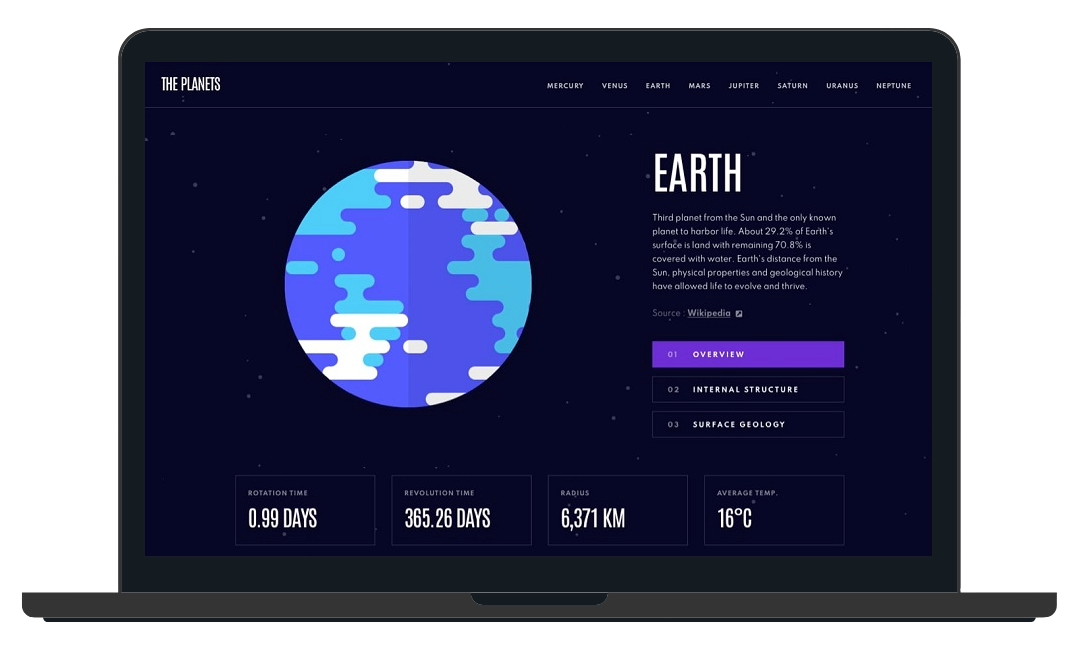 THE PLANETS
MERCURY VENUS EARTH MARS JUPITER SATURN URANUS NEPTUNE
EARTH
Third planet from the Sun and the only known
planet to harbor life. About 29.2% of Earth's
surface is land with remaining 70.8% is
covered with water. Earth's distance from the
Sun, physical properties and geological history
have allowed life to evolve and thrive.
Source : Wikipedia
01 OVERVIEW
02 INTERNAL STRUCTURE
03 SURFACE GEOLOGY
ROTATION TIME
0.99 DAYS
REVOLUTION TIME
365.26 DAYS
RADIUS
6,371 KM
AVERAGE TEMP.
16°C